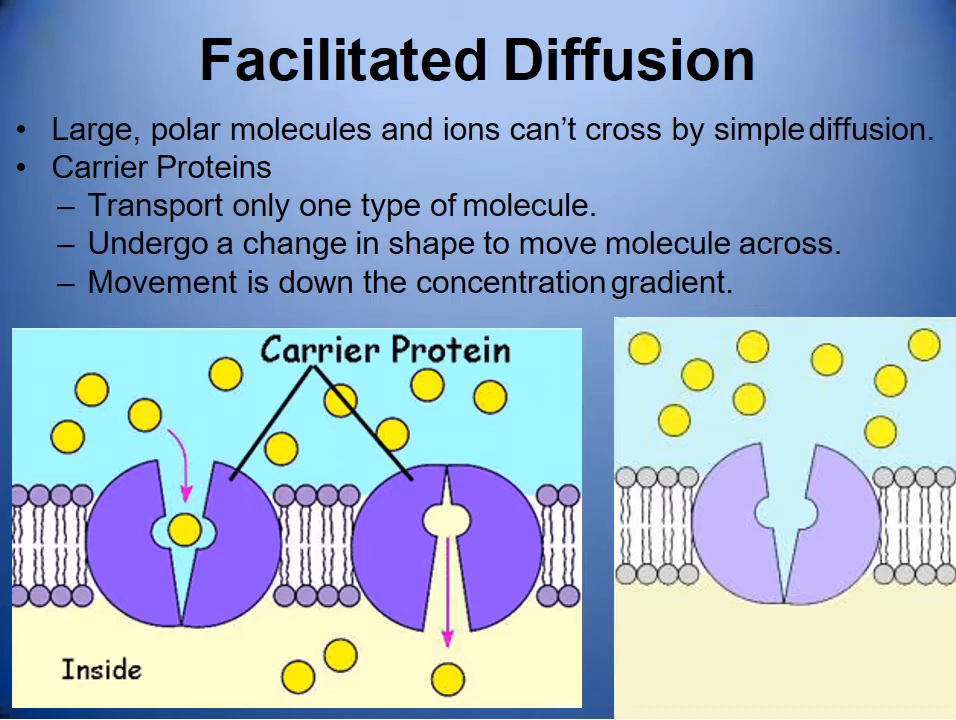 Facilitated Diffusion
• Large, polar molecules and ions can’t cross by simple diffusion.
• Carrier Proteins
– Transport only one type of molecule.
– Undergo a change in shape to move molecule across.
– Movement is down the concentration gradient.
Carrier Protein
Inside